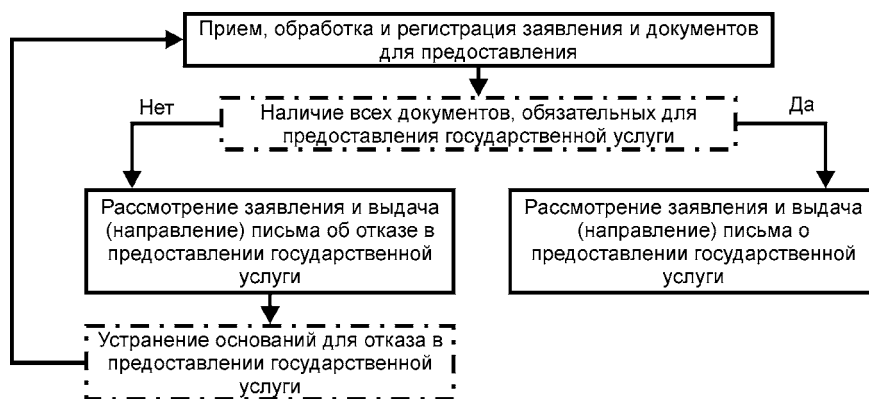 Прием, обработка и регистрация заявления и документов
для предоставления
Нет
Наличие всех документов, обязательных для
предоставления государственной услуги
Да
Рассмотрение заявления и выдача
(направление) письма об отказе в
предоставлении государственной
услуги
Рассмотрение заявления и выдача
(направление) письма о
предоставлении государственной
услуги
Устранение оснований для отказа в
предоставлении государственной
услуги